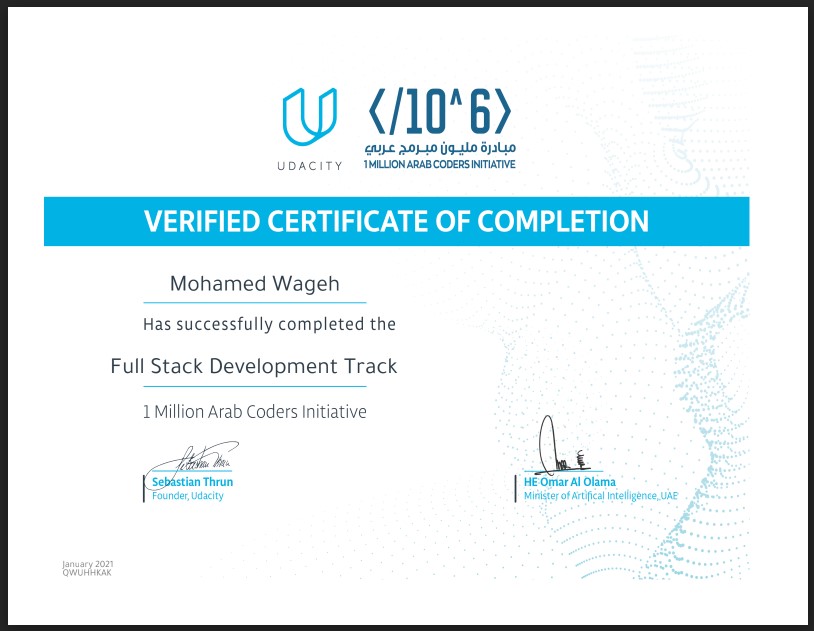 UDACITY
</10^6>
مبادرة مليون مبرمج عربي
1 MILLION ARAB CODERS INITIATIVE
VERIFIED CERTIFICATE OF COMPLETION
Mohamed Wageh
Has successfully completed the
Full Stack Development Track
1 Million Arab Coders Initiative
Sebastian Thrun
Founder, Udacity
HE Omar Al Olama
Minister of Artifical Intelligence, UAE
January 2021
QWUHHKAK